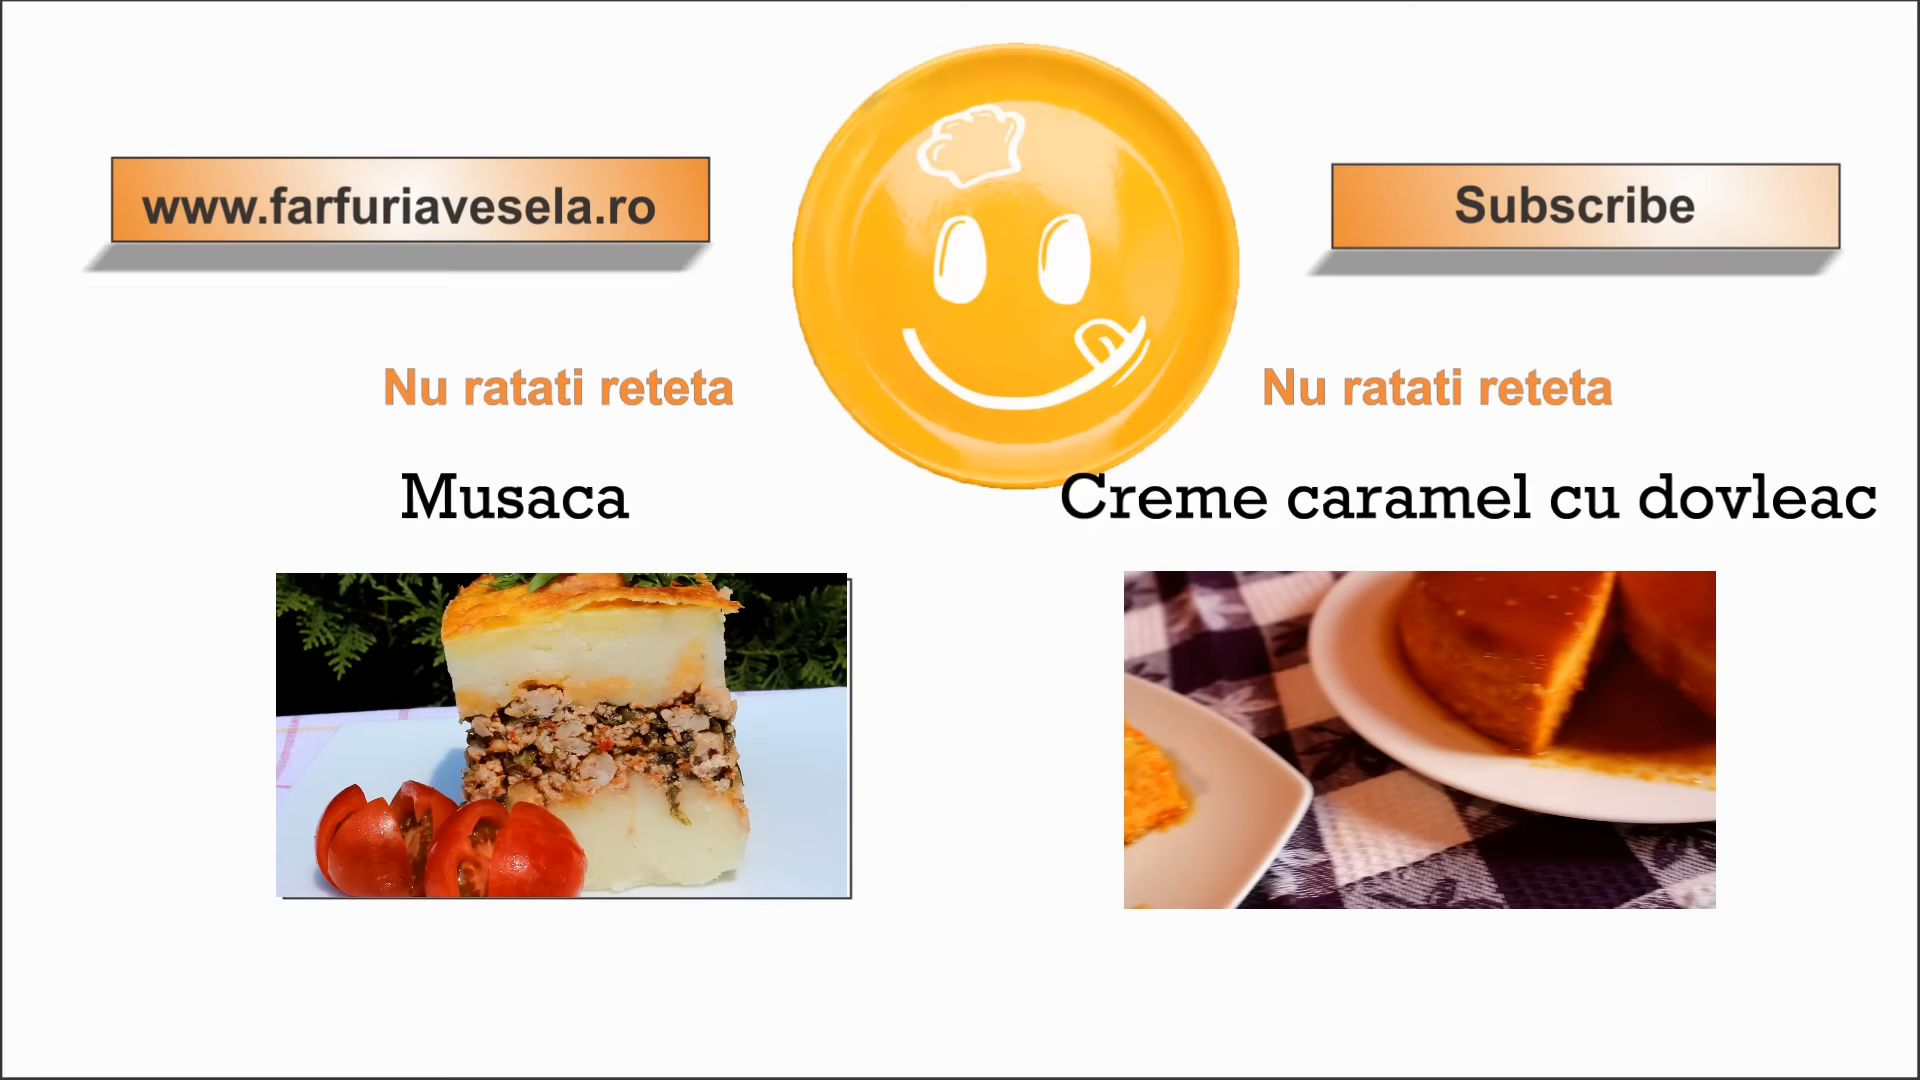 www.farfuriavesela.ro
Subscribe
Nu ratati reteta
Nu ratati reteta
Musaca
Creme caramel cu dovleac